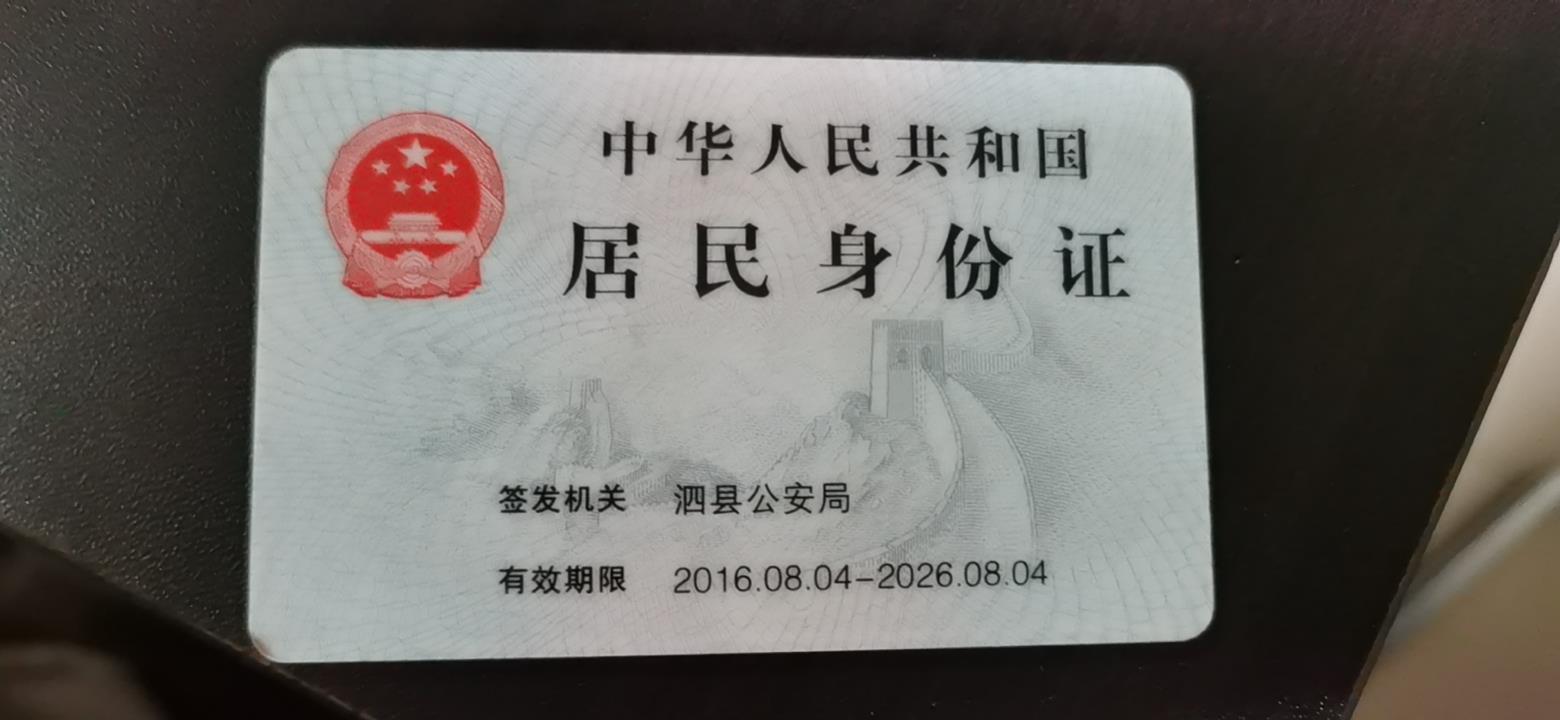 中华人民共和国
居民身份证
签发机关 泗县公安局
有效期限 2016.08.04-2026.08.04